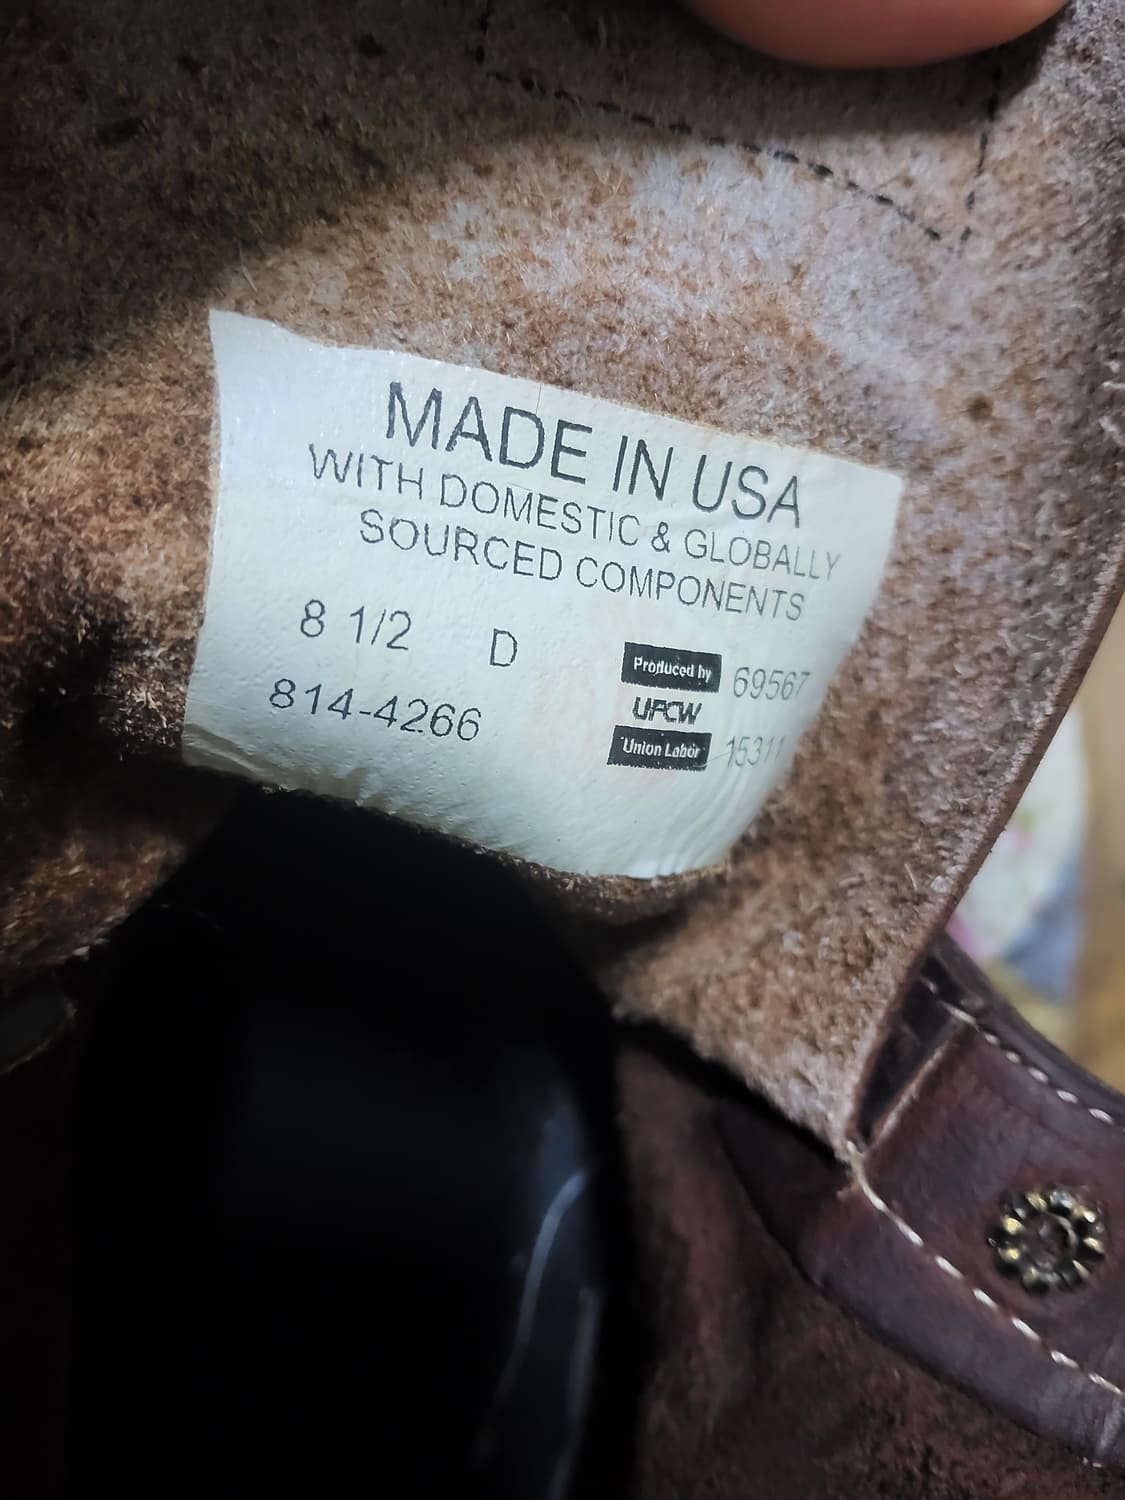 MADE IN USA
WITH DOMESTIC & GLOBALLY
SOURCED COMPONENTS
8 1/2 D
814-4266
Produced by 69567
UFCW
Union Labor 15311